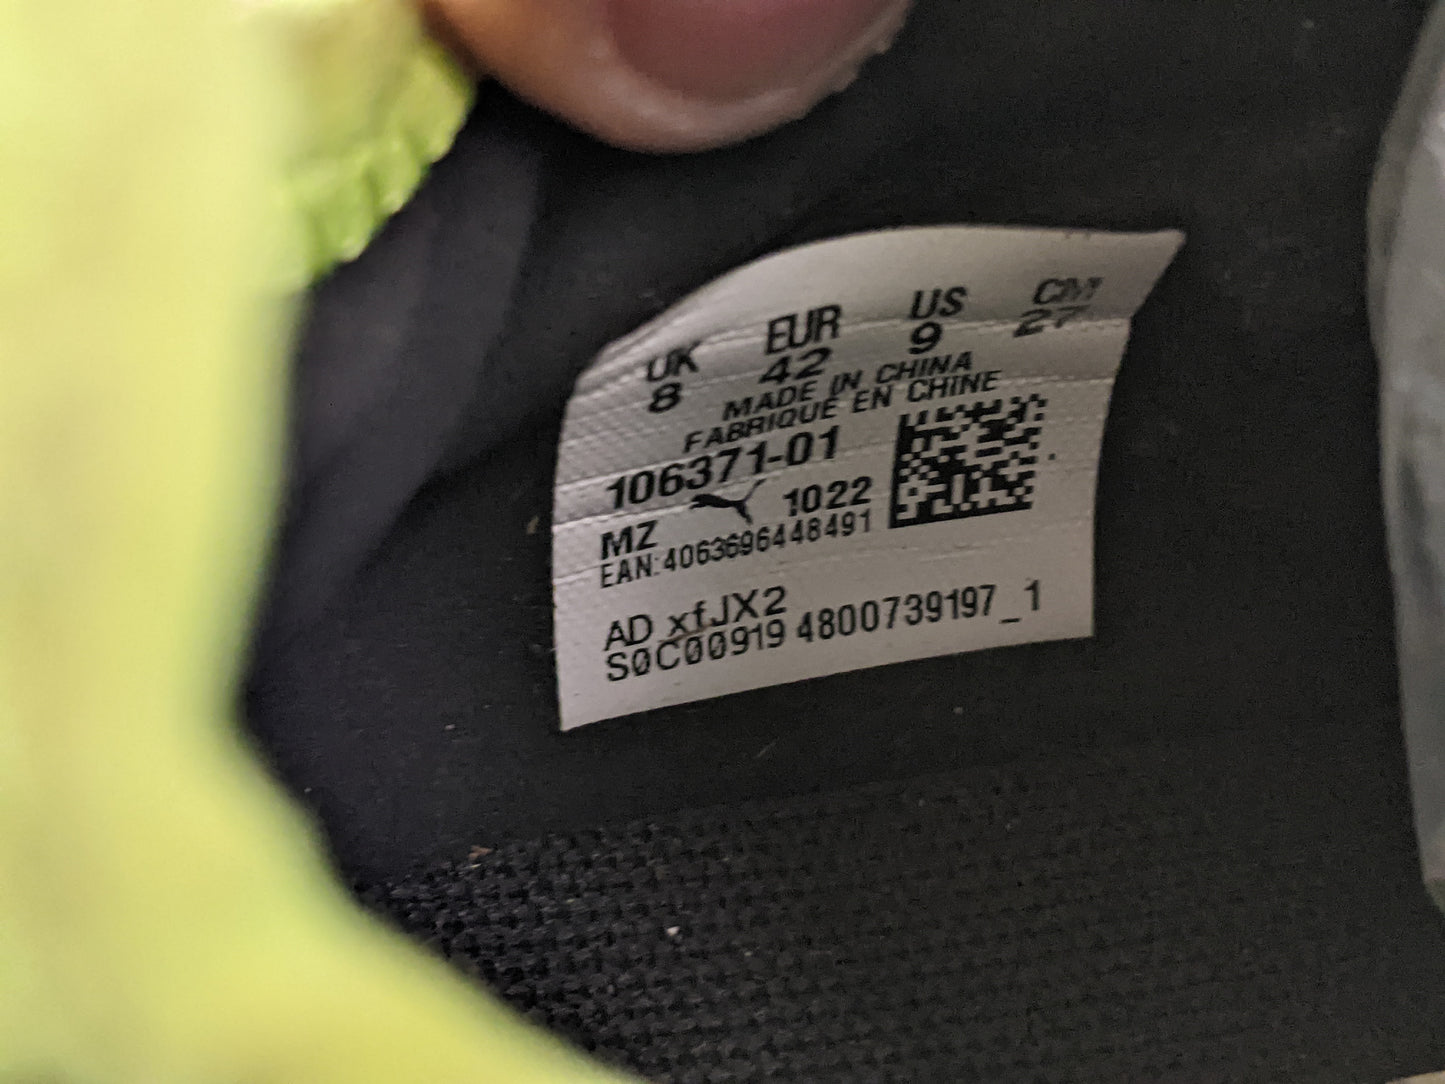 UK EUR US CM
8 42 9 27
MADE IN CHINA
FABRIQUÉ EN CHINE
106371-01
MZ 1022
EAN:4063696448491
AD xfJX2
S0C00919 4800739197_1